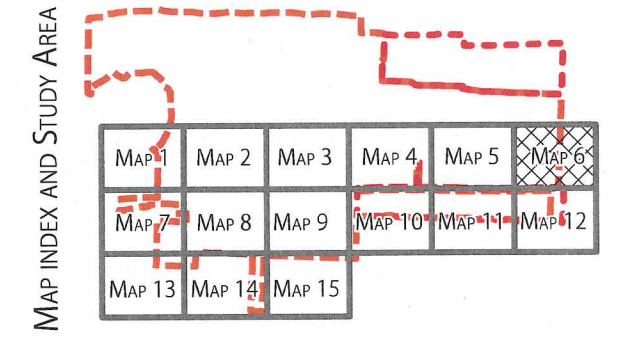 Map Index and Study Area
Map 1 Map 2 Map 3 Map 4 Map 5 Map 6
Map 7 Map 8 Map 9 Map 10 Map 11 Map 12
Map 13 Map 14 Map 15